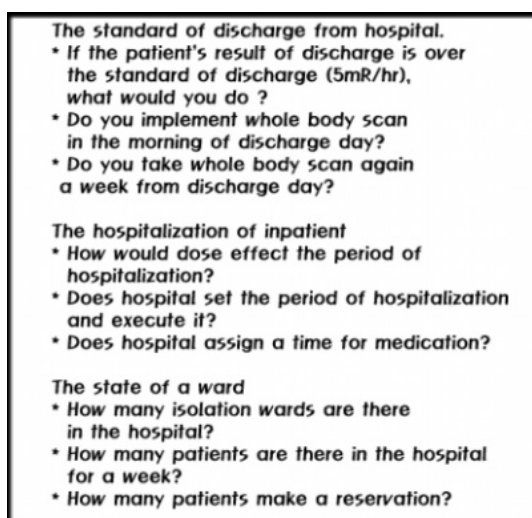 The standard of discharge from hospital.
* If the patient's result of discharge is over
the standard of discharge (5mR/hr),
what would you do ?
* Do you implement whole body scan
in the morning of discharge day?
* Do you take whole body scan again
a week from discharge day?
The hospitalization of inpatient
* How would dose effect the period of
hospitalization?
* Does hospital set the period of hospitalization
and execute it?
* Does hospital assign a time for medication?
The state of a ward
* How many isolation wards are there
in the hospital?
* How many patients are there in the hospital
for a week?
* How many patients make a reservation?